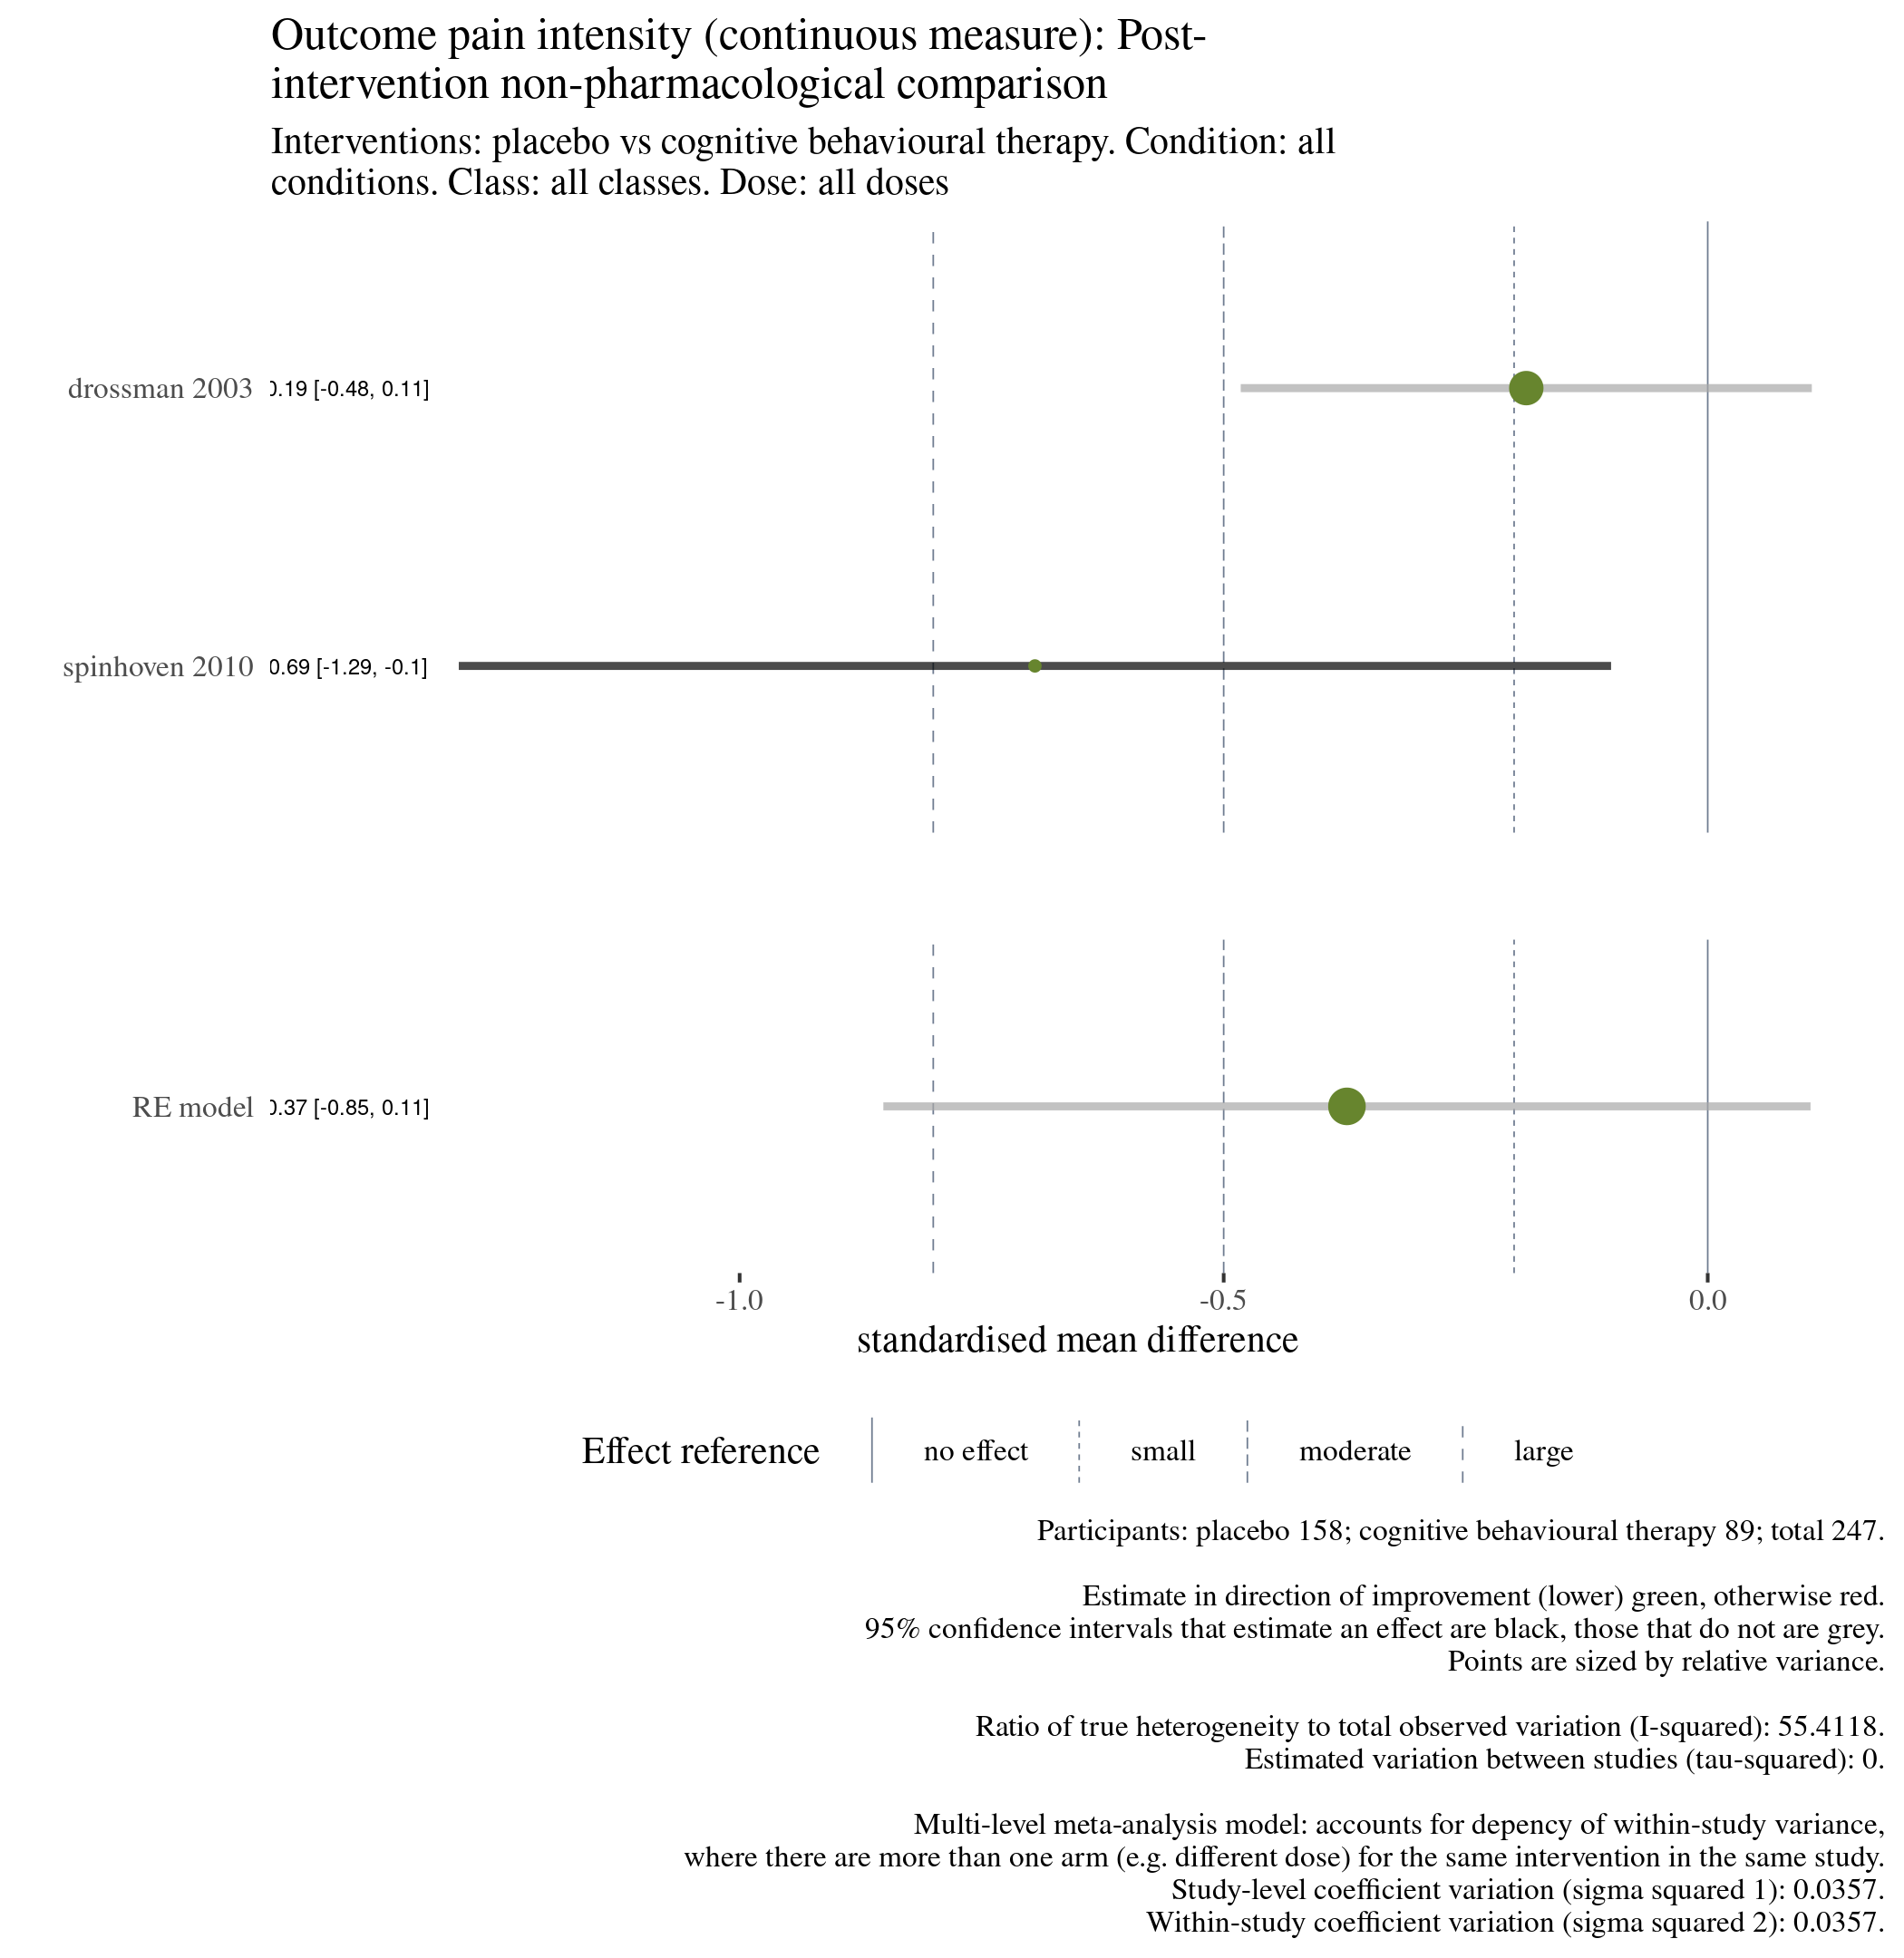 Outcome pain intensity (continuous measure): Post-
intervention non-pharmacological comparison
Interventions: placebo vs cognitive behavioural therapy. Condition: all
conditions. Class: all classes. Dose: all doses
drossman 2003 0.19 [-0.48, 0.11]
spinhoven 2010 0.69 [-1.29, -0.1]
RE model 0.37 [-0.85, 0.11]
-1.0 -0.5 0.0
standardised mean difference
Effect reference no effect small moderate large
Participants: placebo 158; cognitive behavioural therapy 89; total 247.
Estimate in direction of improvement (lower) green, otherwise red.
95% confidence intervals that estimate an effect are black, those that do not are grey.
Points are sized by relative variance.
Ratio of true heterogeneity to total observed variation (I-squared): 55.4118.
Estimated variation between studies (tau-squared): 0.
Multi-level meta-analysis model: accounts for depency of within-study variance,
where there are more than one arm (e.g. different dose) for the same intervention in the same study.
Study-level coefficient variation (sigma squared 1): 0.0357.
Within-study coefficient variation (sigma squared 2): 0.0357.